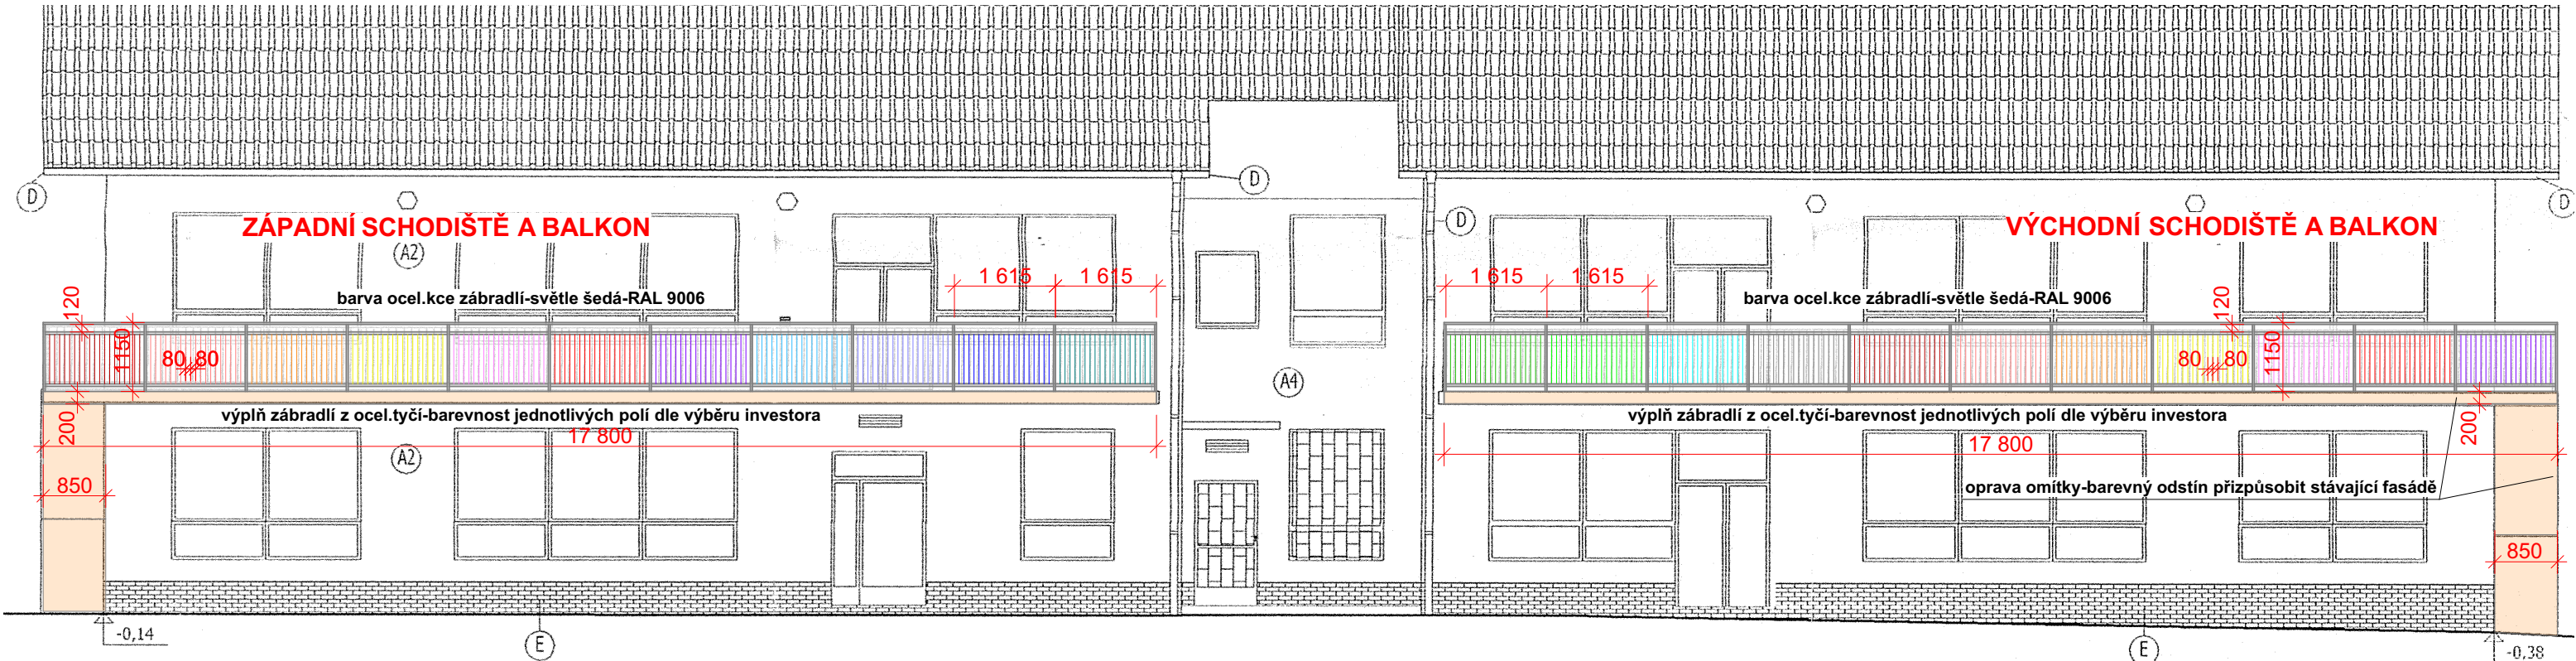 D
D
D
D
ZÁPADNÍ SCHODIŠTĚ A BALKON
VÝCHODNÍ SCHODIŠTĚ A BALKON
A2
1 615
1 615
1 615
1 615
barva ocel.kce zábradlí-světle šedá-RAL 9006
barva ocel.kce zábradlí-světle šedá-RAL 9006
120
1150
80
80
120
1150
80
80
A4
výplň zábradlí z ocel.tyčí-barevnost jednotlivých polí dle výběru investora
výplň zábradlí z ocel.tyčí-barevnost jednotlivých polí dle výběru investora
200
17 800
17 800
200
A2
850
oprava omítky-barevný odstín přizpůsobit stávající fasádě
850
-0,14
E
E
-0,38